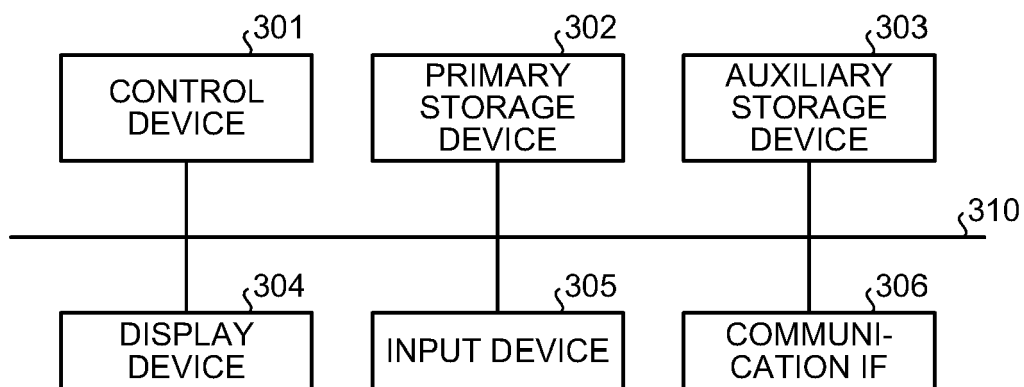 301
CONTROL
DEVICE
302
PRIMARY
STORAGE
DEVICE
303
AUXILIARY
STORAGE
DEVICE
310
304
DISPLAY
DEVICE
305
INPUT DEVICE
306
COMMUNI-
CATION IF